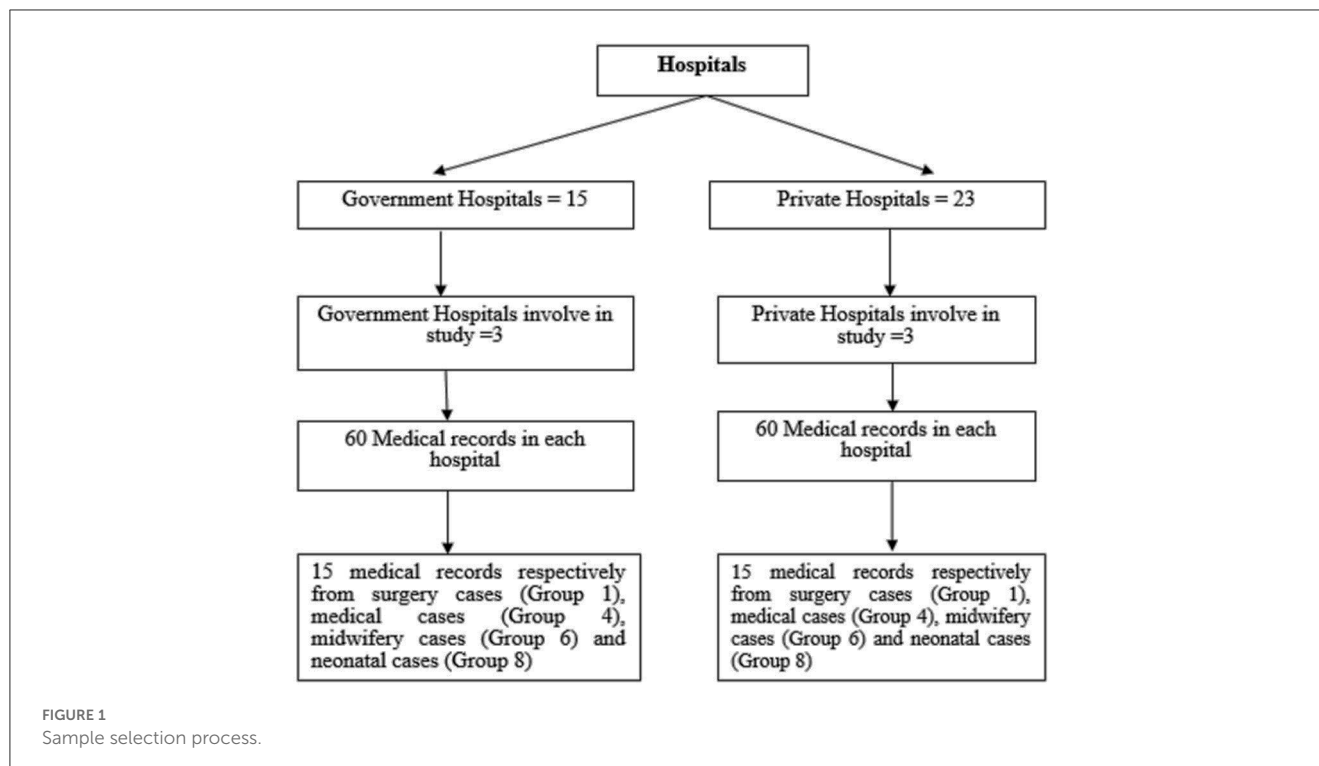 Hospitals
Government Hospitals = 15
Private Hospitals = 23
Government Hospitals involve in
study =3
Private Hospitals involve in
study =3
60 Medical records in each
hospital
60 Medical records in each
hospital
15 medical records respectively
from surgery cases (Group 1),
medical cases (Group 4),
midwifery cases (Group 6) and
neonatal cases (Group 8)
15 medical records respectively
from surgery cases (Group 1),
medical cases (Group 4), midwifery
cases (Group 6) and neonatal cases
(Group 8)
FIGURE 1
Sample selection process.